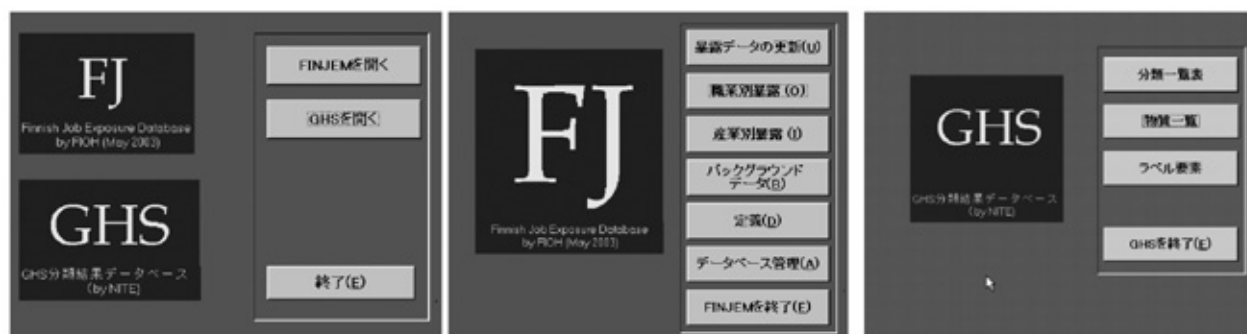 FJ
Finnish Job Exposure Database
by FIOH (May 2003)
GHS
GHS分類結果データベース
(by NITE)
FINJEMを開く
GHSを開く
終了(E)
FJ
Finnish Job Exposure Database
by FIOH (May 2003)
暴露データの更新(U)
職業別暴露 (O)
産業別暴露 (I)
バックグラウンド
データ(B)
定義(D)
データベース管理(A)
FINJEMを終了(E)
GHS
GHS分類結果データベース
(by NITE)
分類一覧表
物質一覧
ラベル要素
GHSを終了(E)